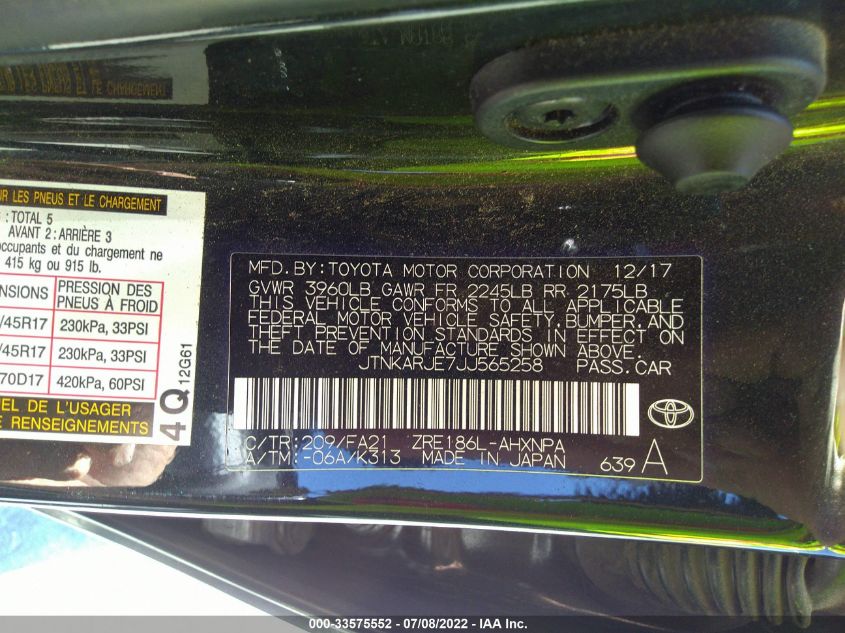 R LES PNEUS ET LE CHARGEMENT
: TOTAL 5
AVANT 2 : ARRIÈRE 3
occupants et du chargement ne
415 kg ou 915 lb.
ENSIONS
PRESSION DES PNEUS À FROID
/45R17 230kPa, 33PSI
/45R17 230kPa, 33PSI
70D17 420kPa, 60PSI
EL DE L'USAGER
DE RENSEIGNEMENTS
4Q 12G61
MFD.BY:TOYOTA MOTOR CORPORATION 12/17
GVWR 3960LB GAWR FR 2245LB RR 2175LB
THIS VEHICLE CONFORMS TO ALL APPLICABLE
FEDERAL MOTOR VEHICLE SAFETY, BUMPER, AND
THEFT PREVENTION STANDARDS IN EFFECT ON
THE DATE OF MANUFACTURE SHOWN ABOVE.
JTNKARJE7JJ565258 PASS.CAR
C/TR:209/FA21 ZRE186L-AHXNPA
A/TM:-06A/K313 MADE IN JAPAN 639 A
000-33575552 - 07/08/2022 - IAA Inc.